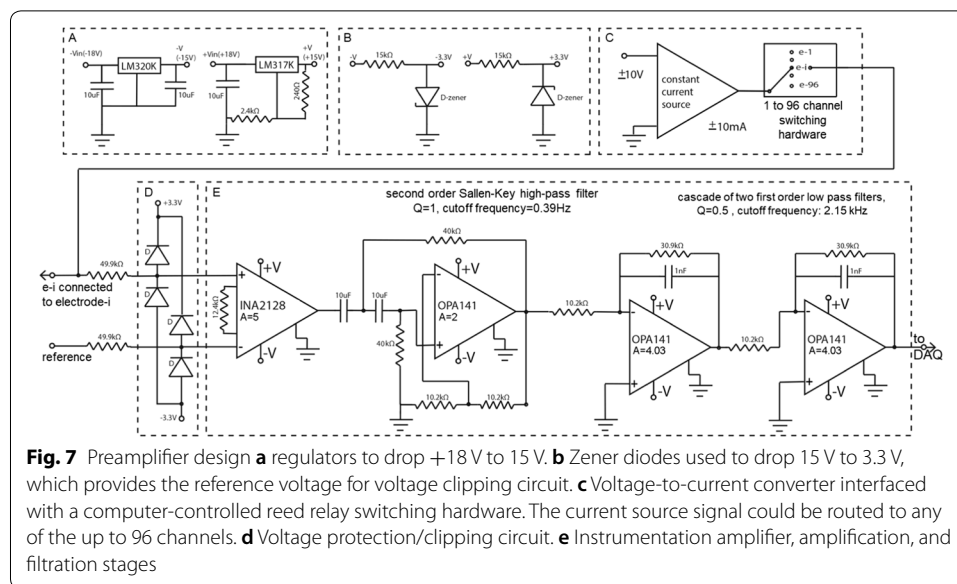 A
-Vin(-18V)
LM320K
-V
(-15V)
10uF
10uF
+Vin(+18V)
LM317K
+V
(+15V)
10uF
240Ω
2.4kΩ
B
-V
15kΩ
-3.3V
D-zener
+V
15kΩ
+3.3V
D-zener
C
±10V
constant
current
source
±10mA
e-1
e-i
e-96
1 to 96 channel
switching
hardware
D
+3.3V
D
D
D
D
-3.3V
49.9kΩ
e-i connected
to electrode-i
49.9kΩ
reference
E
second order Sallen-Key high-pass filter
Q=1, cutoff frequency=0.39Hz
cascade of two first order low pass filters,
Q=0.5 , cutoff frequency: 2.15 kHz
12.4kΩ
+
-
+V
INA2128
A=5
-V
10uF
10uF
40kΩ
40kΩ
-
+
+V
OPA141
A=2
-V
10.2kΩ
10.2kΩ
10.2kΩ
30.9kΩ
1nF
-
+
+V
OPA141
A=4.03
-V
10.2kΩ
30.9kΩ
1nF
-
+
+V
OPA141
A=4.03
-V
to
DAQ
Fig. 7 Preamplifier design a regulators to drop +18 V to 15 V. b Zener diodes used to drop 15 V to 3.3 V,
which provides the reference voltage for voltage clipping circuit. c Voltage-to-current converter interfaced
with a computer-controlled reed relay switching hardware. The current source signal could be routed to any
of the up to 96 channels. d Voltage protection/clipping circuit. e Instrumentation amplifier, amplification, and
filtration stages